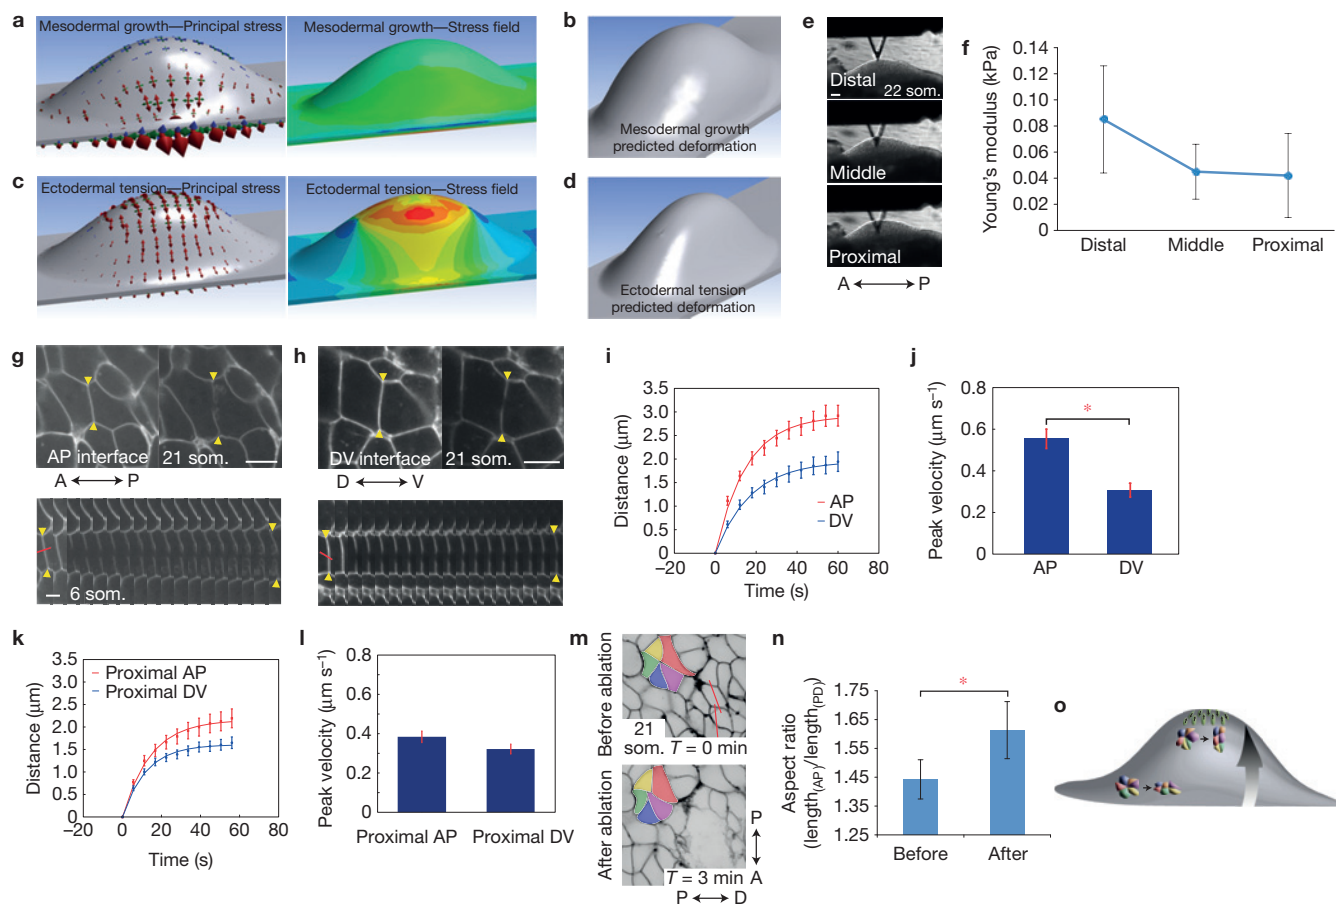 a
Mesodermal growth—Principal stress
Mesodermal growth—Stress field
b
Mesodermal growth
predicted deformation
c
Ectodermal tension—Principal stress
Ectodermal tension—Stress field
d
Ectodermal tension
predicted deformation
e
Distal
22 som.
Middle
Proximal
A P
f
Young's modulus (kPa)
0.14
0.12
0.10
0.08
0.06
0.04
0.02
0
Distal Middle Proximal
g
AP interface
21 som.
A P
6 som.
h
DV interface
21 som.
D V
i
Distance (μm)
3.5
3.0
2.5
2.0
1.5
1.0
0.5
0
−20 0 20 40 60 80
Time (s)
AP
DV
j
Peak velocity (μm s−1)
0.8
0.6
0.4
0.2
0
*
AP DV
k
Distance (μm)
3.5
3.0
2.5
2.0
1.5
1.0
0.5
0
Proximal AP
Proximal DV
−20 0 20 40 60 80
Time (s)
l
Peak velocity (μm s−1)
0.8
0.6
0.4
0.2
0
Proximal AP Proximal DV
m
Before ablation
21
som. T = 0 min
After ablation
T = 3 min
P
A
P D
n
Aspect ratio
(length(AP)/length(PD))
1.75
1.65
1.55
1.45
1.35
1.25
*
Before After
o